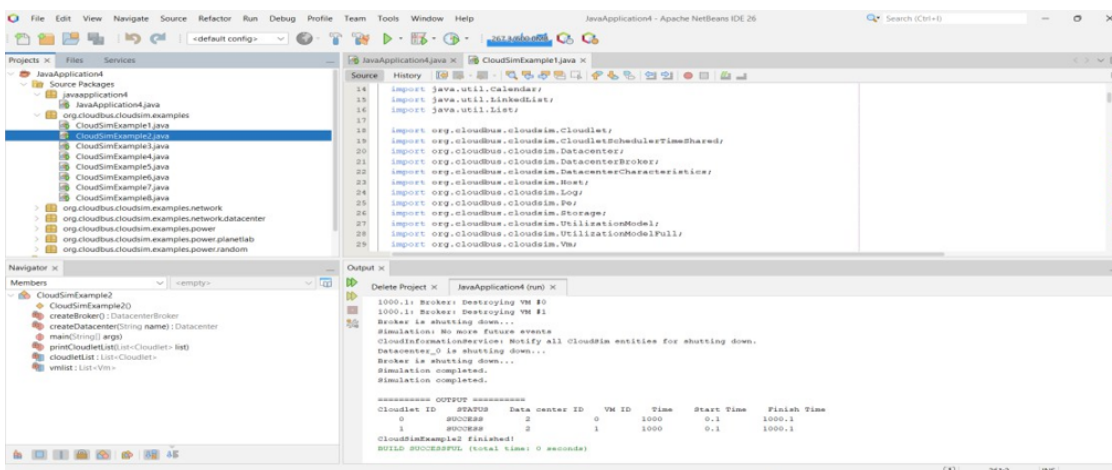 File Edit View Navigate Source Refactor Run Debug Profile Team Tools Window Help JavaApplication4 - Apache NetBeans IDE 26 Search (Ctrl+I)
<default config>
Projects Files Services
JavaApplication4
Source Packages
javaapplication4
JavaApplication4.java
org.cloudbus.cloudsim.examples
CloudSimExample1.java
CloudSimExample2.java
CloudSimExample3.java
CloudSimExample4.java
CloudSimExample5.java
CloudSimExample6.java
CloudSimExample7.java
CloudSimExample8.java
org.cloudbus.cloudsim.examples.network
org.cloudbus.cloudsim.examples.network.datacenter
org.cloudbus.cloudsim.examples.power
org.cloudbus.cloudsim.examples.power.planetlab
org.cloudbus.cloudsim.examples.power.random
JavaApplication4.java CloudSimExample1.java
Source History
14 import java.util.Calendar;
15 import java.util.LinkedList;
16 import java.util.List;
17
18 import org.cloudbus.cloudsim.Cloudlet;
19 import org.cloudbus.cloudsim.CloudletSchedulerTimeShared;
20 import org.cloudbus.cloudsim.Datacenter;
21 import org.cloudbus.cloudsim.DatacenterBroker;
22 import org.cloudbus.cloudsim.DatacenterCharacteristics;
23 import org.cloudbus.cloudsim.Host;
24 import org.cloudbus.cloudsim.Log;
25 import org.cloudbus.cloudsim.Pe;
26 import org.cloudbus.cloudsim.Storage;
27 import org.cloudbus.cloudsim.UtilizationModel;
28 import org.cloudbus.cloudsim.UtilizationModelFull;
29 import org.cloudbus.cloudsim.Vm;
Navigator
Members <empty>
CloudSimExample2
CloudSimExample2()
createBroker() : DatacenterBroker
createDatacenter(String name) : Datacenter
main(String[] args)
printCloudletList(List<Cloudlet> list)
cloudletList : List<Cloudlet>
vmlist : List<Vm>
Output
Delete Project JavaApplication4 (run)
1000.1: Broker: Destroying VM #0
1000.1: Broker: Destroying VM #1
Broker is shutting down...
Simulation: No more future events
CloudInformationService: Notify all CloudSim entities for shutting down.
Datacenter_0 is shutting down...
Broker is shutting down...
Simulation completed.
Simulation completed.
========== OUTPUT ==========
Cloudlet ID STATUS Data center ID VM ID Time Start Time Finish Time
0 SUCCESS 2 0 1000 0.1 1000.1
1 SUCCESS 2 1 1000 0.1 1000.1
CloudSimExample2 finished!
BUILD SUCCESSFUL (total time: 0 seconds)